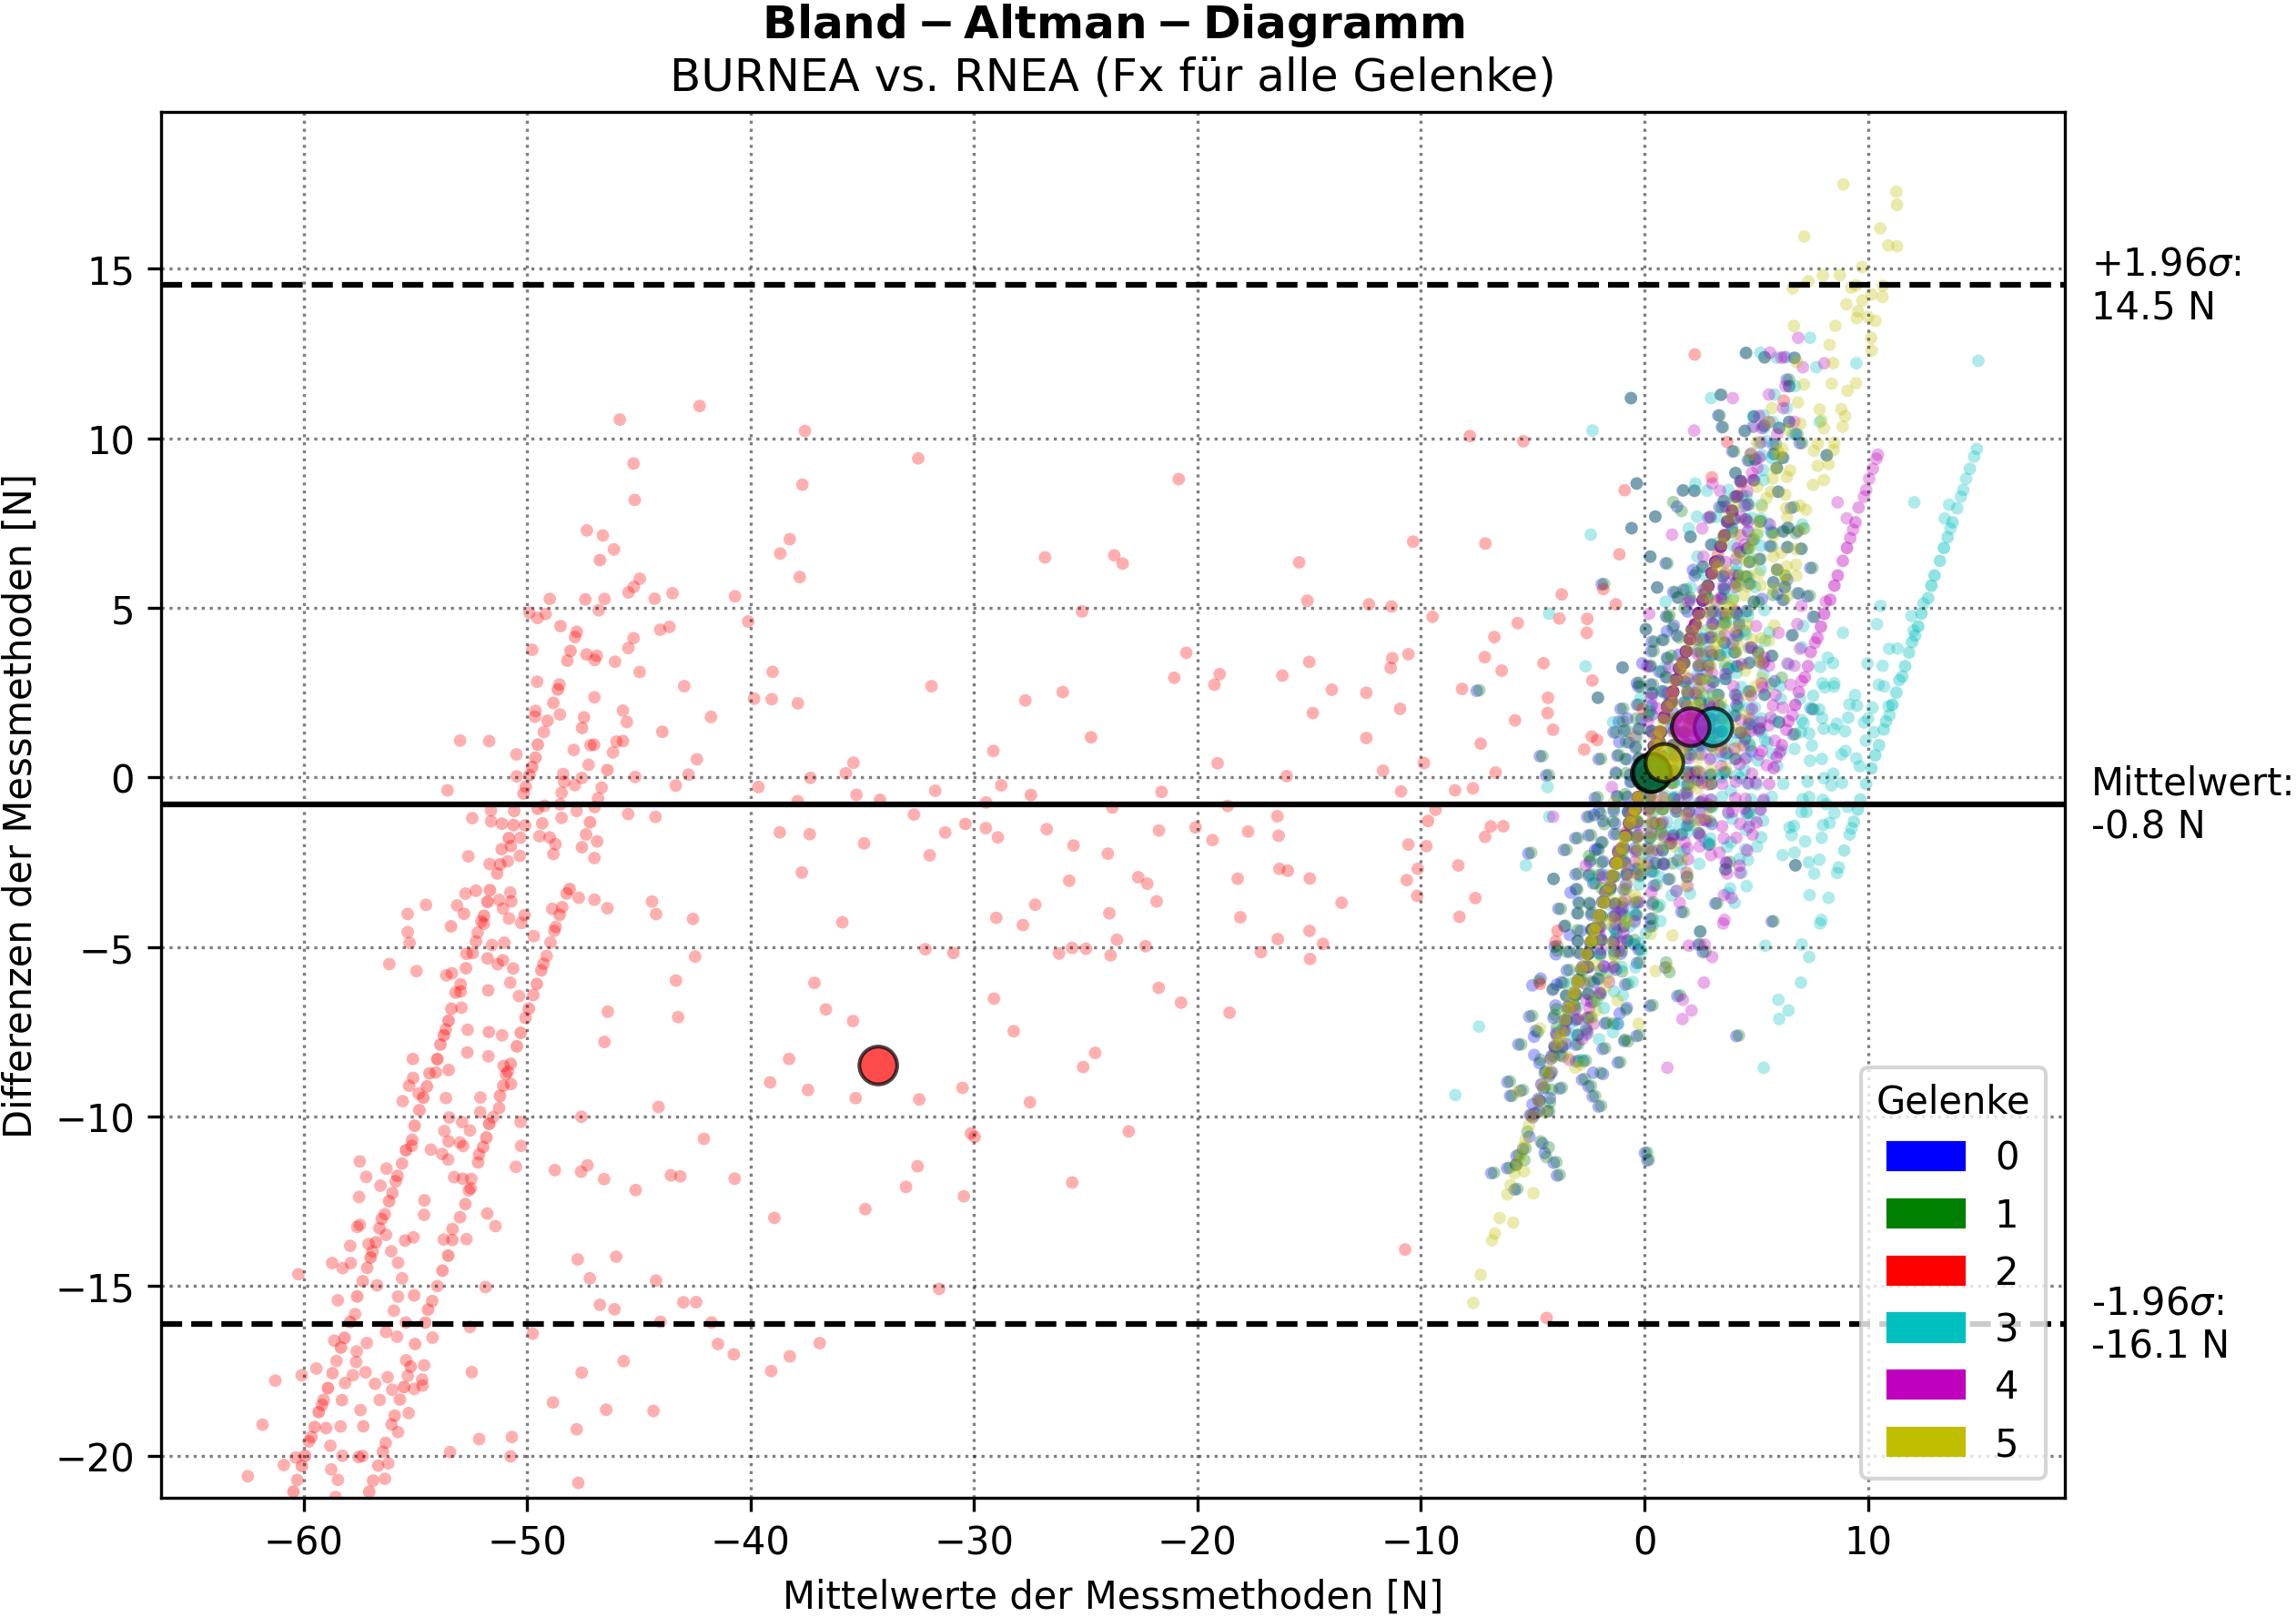 Bland − Altman − Diagramm
BURNEA vs. RNEA (Fx für alle Gelenke)
Differenzen der Messmethoden [N]
15
10
5
0
−5
−10
−15
−20
+1.96σ:
14.5 N
Mittelwert:
-0.8 N
-1.96σ:
-16.1 N
Gelenke
0
1
2
3
4
5
−60 −50 −40 −30 −20 −10 0 10
Mittelwerte der Messmethoden [N]